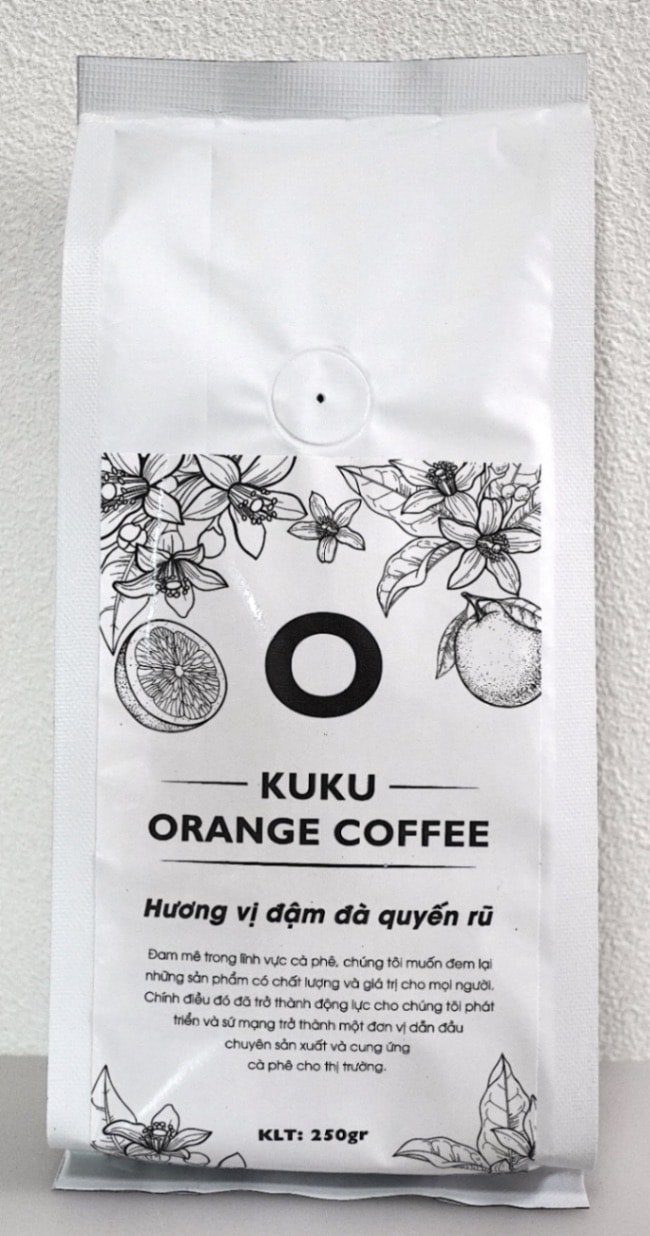 O
KUKU
ORANGE COFFEE
Hương vị đậm đà quyến rũ
Đam mê trong lĩnh vực cà phê, chúng tôi muốn đem lại
những sản phẩm có chất lượng và giá trị cho mọi người.
Chính điều đó đã trở thành động lực cho chúng tôi phát
triển và sứ mạng trở thành một đơn vị dẫn đầu
chuyên sản xuất và cung ứng
cà phê cho thị trường.
KLT: 250gr